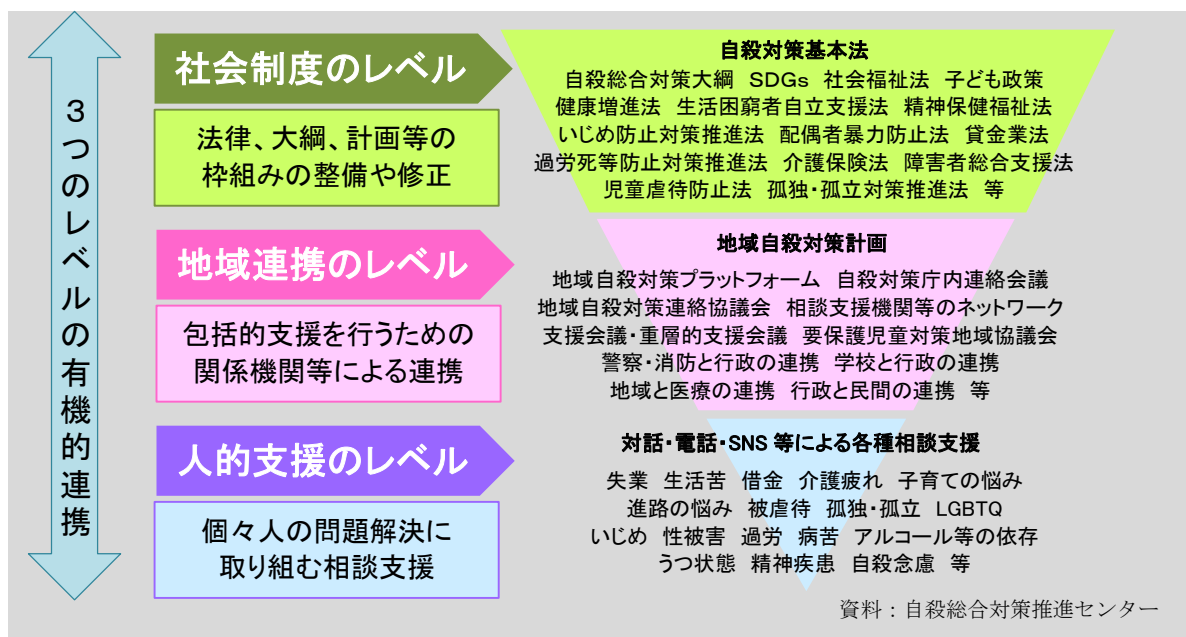 3つのレベルの有機的連携
社会制度のレベル
法律、大綱、計画等の
枠組みの整備や修正
自殺対策基本法
自殺総合対策大綱 SDGs 社会福祉法 子ども政策
健康増進法 生活困窮者自立支援法 精神保健福祉法
いじめ防止対策推進法 配偶者暴力防止法 貸金業法
過労死等防止対策推進法 介護保険法 障害者総合支援法
児童虐待防止法 孤独・孤立対策推進法 等
地域連携のレベル
包括的支援を行うための
関係機関等による連携
地域自殺対策計画
地域自殺対策プラットフォーム 自殺対策庁内連絡会議
地域自殺対策連絡協議会 相談支援機関等のネットワーク
支援会議・重層的支援会議 要保護児童対策地域協議会
警察・消防と行政の連携 学校と行政の連携
地域と医療の連携 行政と民間の連携 等
人的支援のレベル
個々人の問題解決に
取り組む相談支援
対話・電話・SNS 等による各種相談支援
失業 生活苦 借金 介護疲れ 子育ての悩み
進路の悩み 被虐待 孤独・孤立 LGBTQ
いじめ 性被害 過労 病苦 アルコール等の依存
うつ状態 精神疾患 自殺念慮 等
資料：自殺総合対策推進センター